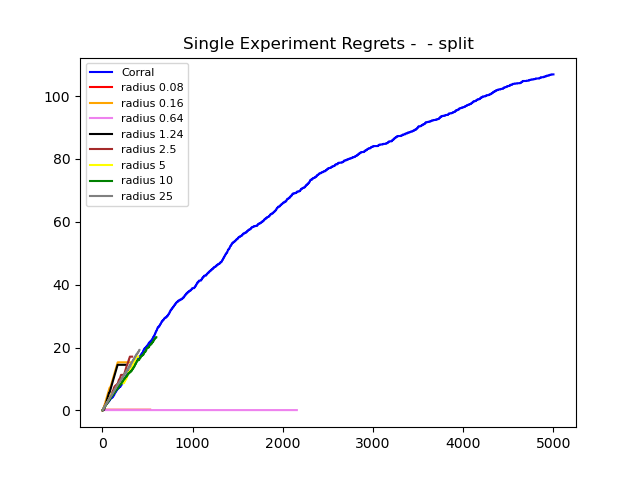 Single Experiment Regrets -  - split
Corral
radius 0.08
radius 0.16
radius 0.64
radius 1.24
radius 2.5
radius 5
radius 10
radius 25
100
80
60
40
20
0
0 1000 2000 3000 4000 5000